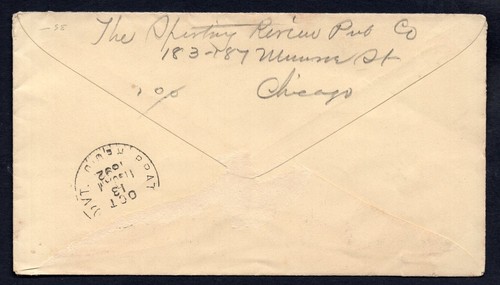 The Sporting Review Pub Co
183-187 Monroe St
Chicago
OCT
13
1892